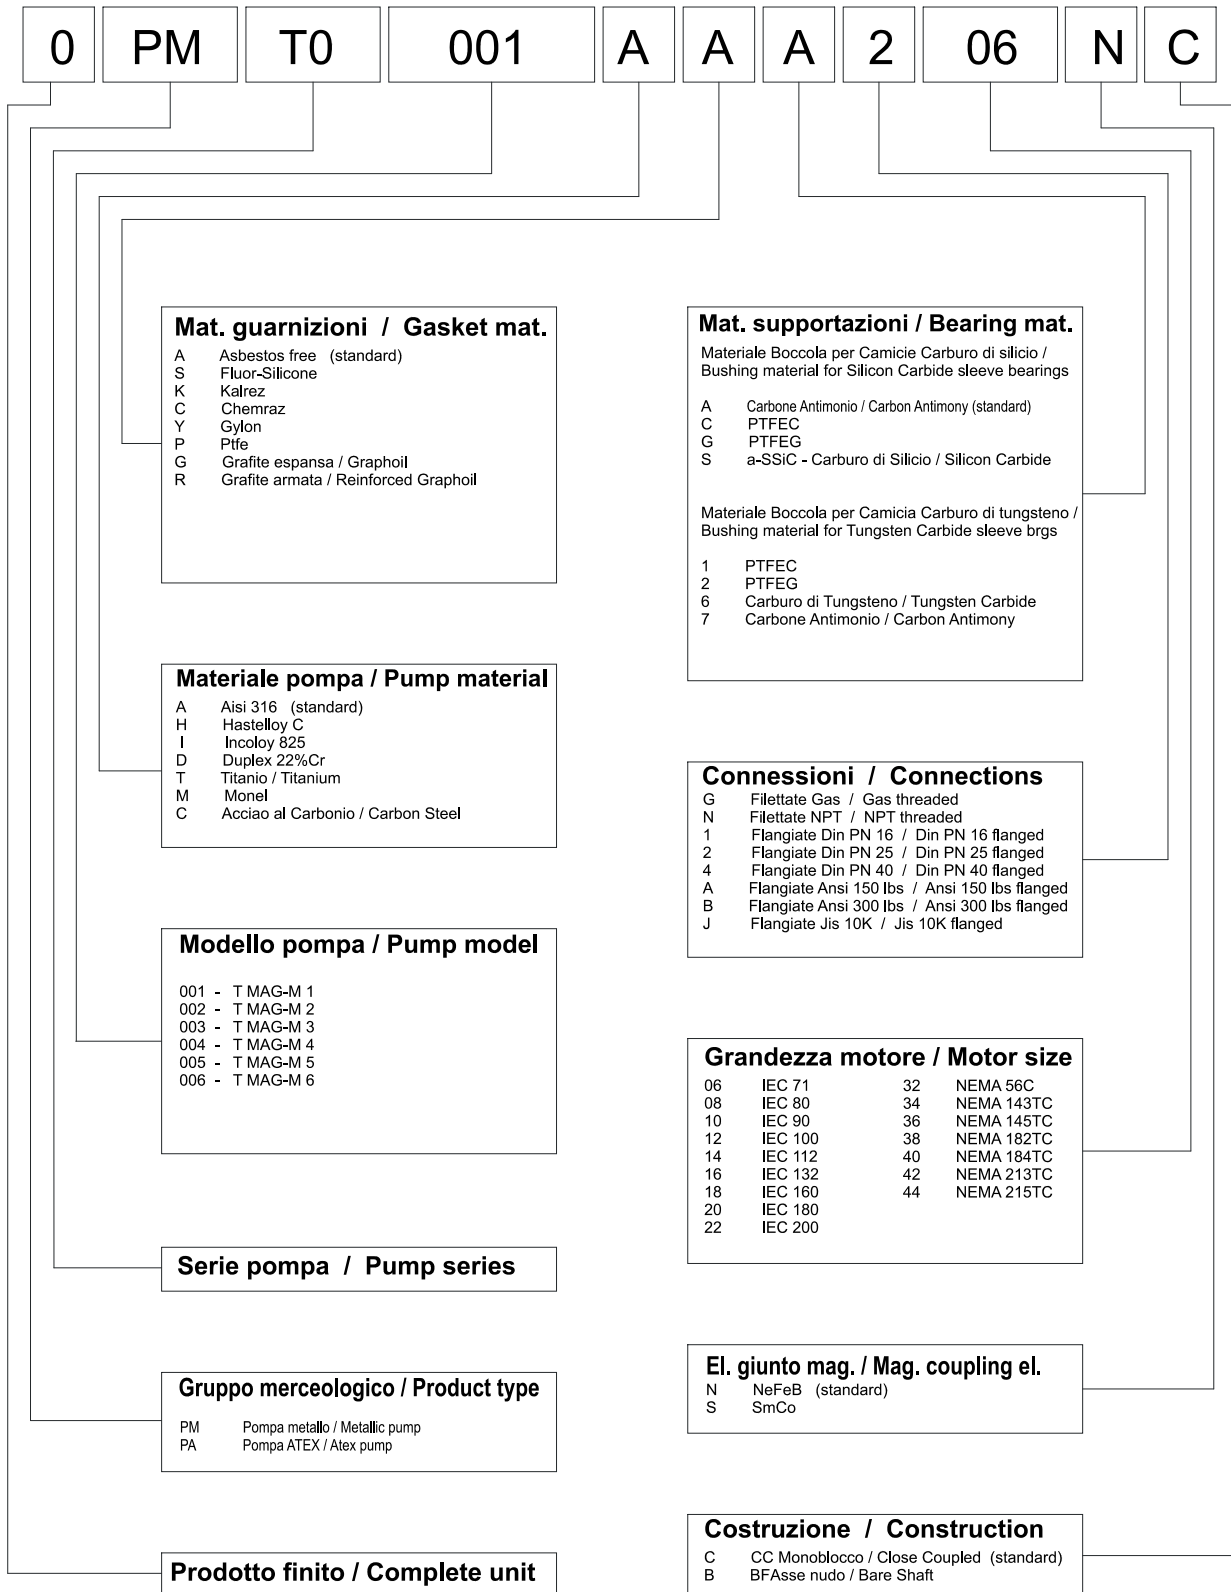 0 PM T0 001 A A A 2 06 N C
Mat. guarnizioni / Gasket mat.
A Asbestos free (standard)
S Fluor-Silicone
K Kalrez
C Chemraz
Y Gylon
P Ptfe
G Grafite espansa / Graphoil
R Grafite armata / Reinforced Graphoil
Materiale pompa / Pump material
A Aisi 316 (standard)
H Hastelloy C
I Incoloy 825
D Duplex 22%Cr
T Titanio / Titanium
M Monel
C Acciao al Carbonio / Carbon Steel
Modello pompa / Pump model
001 - T MAG-M 1
002 - T MAG-M 2
003 - T MAG-M 3
004 - T MAG-M 4
005 - T MAG-M 5
006 - T MAG-M 6
Serie pompa / Pump series
Gruppo merceologico / Product type
PM Pompa metallo / Metallic pump
PA Pompa ATEX / Atex pump
Prodotto finito / Complete unit
Mat. supportazioni / Bearing mat.
Materiale Boccola per Camicie Carburo di silicio /
Bushing material for Silicon Carbide sleeve bearings
A Carbone Antimonio / Carbon Antimony (standard)
C PTFEC
G PTFEG
S a-SSiC - Carburo di Silicio / Silicon Carbide
Materiale Boccola per Camicia Carburo di tungsteno /
Bushing material for Tungsten Carbide sleeve brgs
1 PTFEC
2 PTFEG
6 Carburo di Tungsteno / Tungsten Carbide
7 Carbone Antimonio / Carbon Antimony
Connessioni / Connections
G Filettate Gas / Gas threaded
N Filettate NPT / NPT threaded
1 Flangiate Din PN 16 / Din PN 16 flanged
2 Flangiate Din PN 25 / Din PN 25 flanged
4 Flangiate Din PN 40 / Din PN 40 flanged
A Flangiate Ansi 150 lbs / Ansi 150 lbs flanged
B Flangiate Ansi 300 lbs / Ansi 300 lbs flanged
J Flangiate Jis 10K / Jis 10K flanged
Grandezza motore / Motor size
06 IEC 71 32 NEMA 56C
08 IEC 80 34 NEMA 143TC
10 IEC 90 36 NEMA 145TC
12 IEC 100 38 NEMA 182TC
14 IEC 112 40 NEMA 184TC
16 IEC 132 42 NEMA 213TC
18 IEC 160 44 NEMA 215TC
20 IEC 180
22 IEC 200
El. giunto mag. / Mag. coupling el.
N NeFeB (standard)
S SmCo
Costruzione / Construction
C CC Monoblocco / Close Coupled (standard)
B BFAsse nudo / Bare Shaft